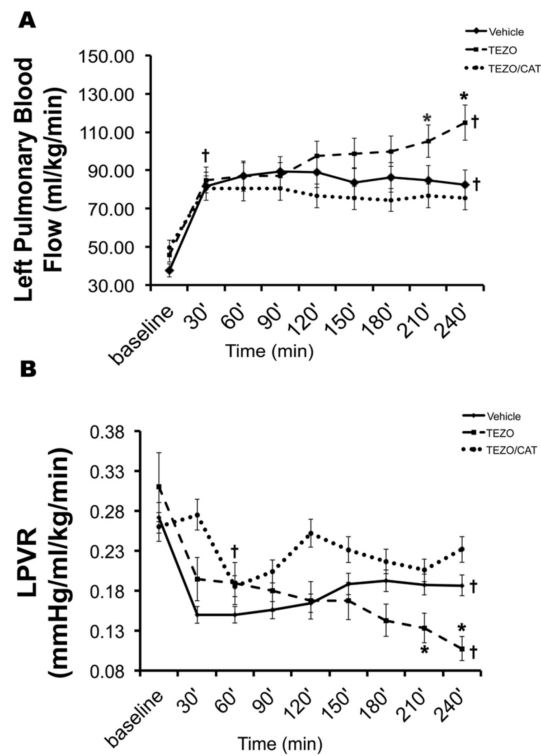 A
Vehicle
TEZO
TEZO/CAT
Left Pulmonary Blood
Flow (ml/kg/min)
150.00
130.00
110.00
90.00
70.00
50.00
30.00
†
*
*
†
†
baseline 30' 60' 90' 120' 150' 180' 210' 240'
Time (min)
B
Vehicle
TEZO
TEZO/CAT
LPVR
(mmHg/ml/kg/min)
0.38
0.33
0.28
0.23
0.18
0.13
0.08
†
†
*
*
†
baseline 30' 60' 90' 120' 150' 180' 210' 240'
Time (min)